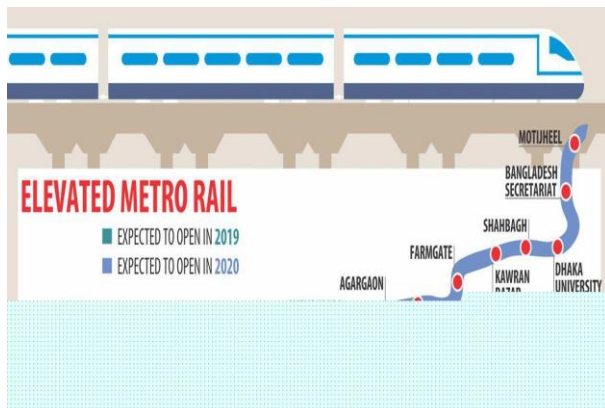 MOTIJHEEL
BANGLADESH
SECRETARIAT
ELEVATED METRO RAIL
EXPECTED TO OPEN IN 2019
EXPECTED TO OPEN IN 2020
SHAHBAGH
FARMGATE
AGARGAON
KAWRAN
DHAKA
UNIVERSITY